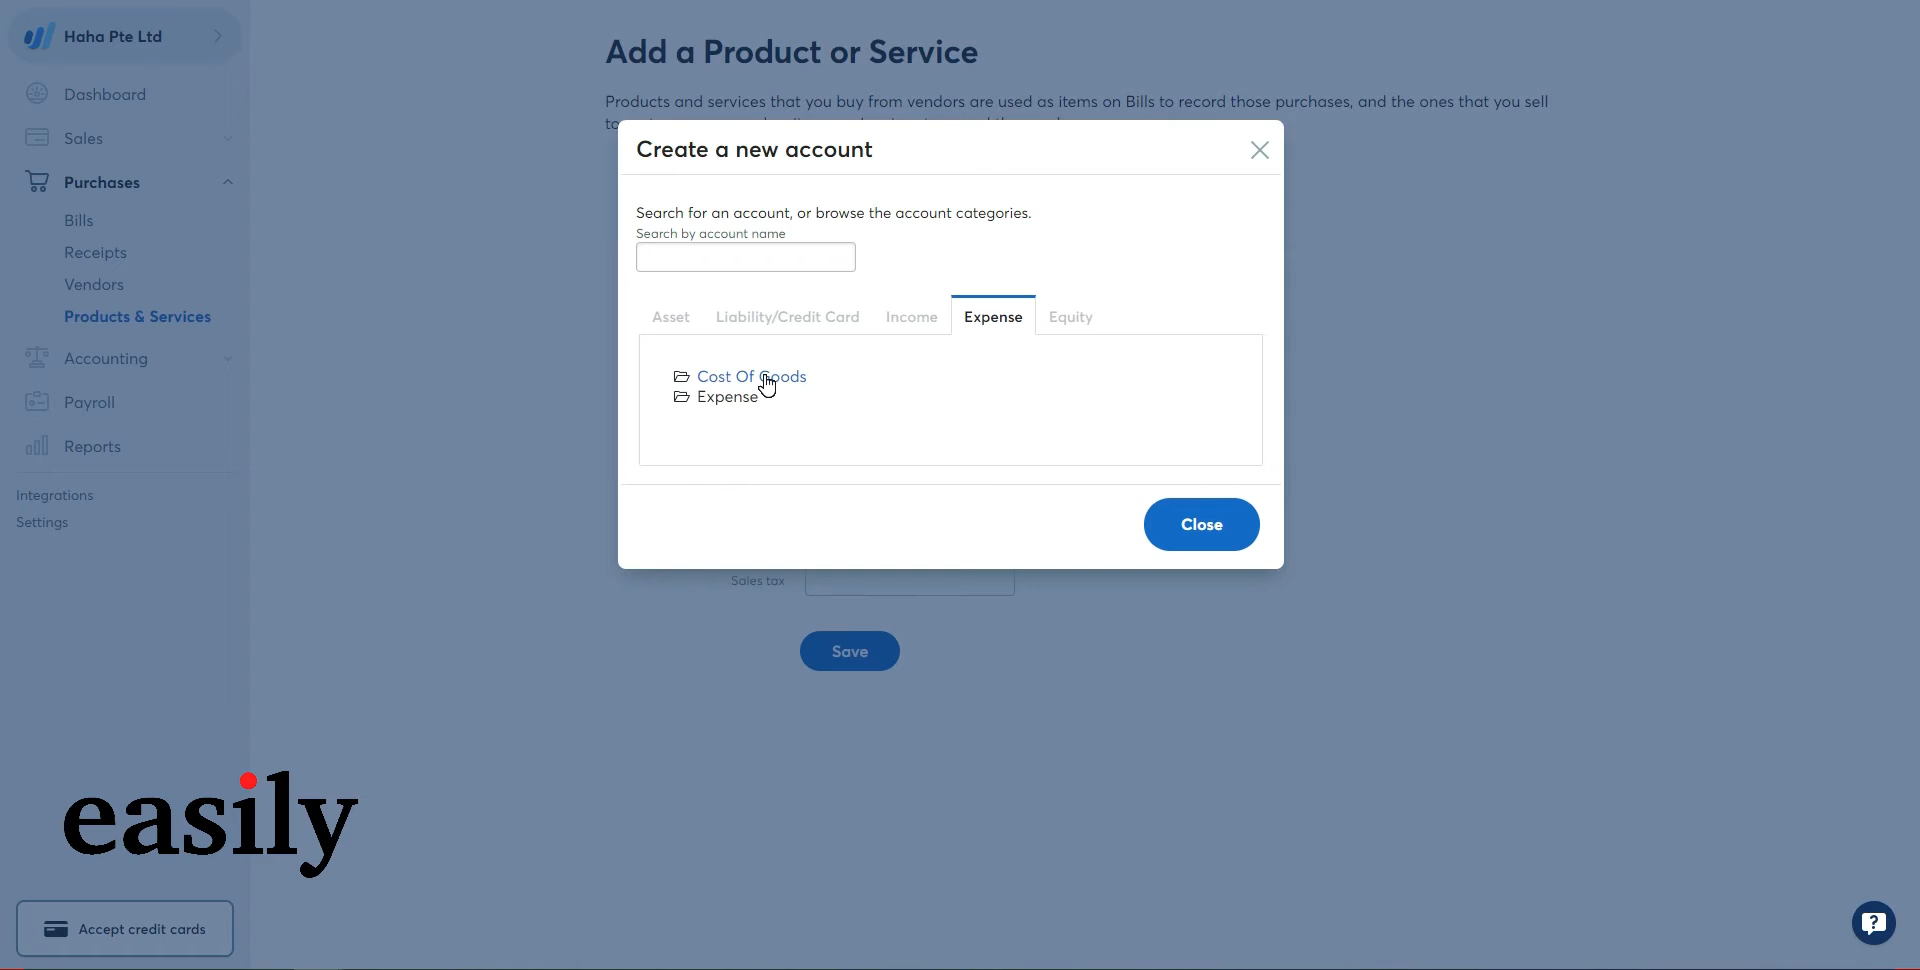 Haha Pte Ltd
Dashboard
Sales
Purchases
Bills
Receipts
Vendors
Products & Services
Accounting
Payroll
Reports
Integrations
Settings
easily
Accept credit cards
Add a Product or Service
Products and services that you buy from vendors are used as items on Bills to record those purchases, and the ones that you sell
Create a new account
Search for an account, or browse the account categories.
Search by account name
Asset Liability/Credit Card Income Expense Equity
Cost Of Goods
Expense
Close
Sales tax
Save